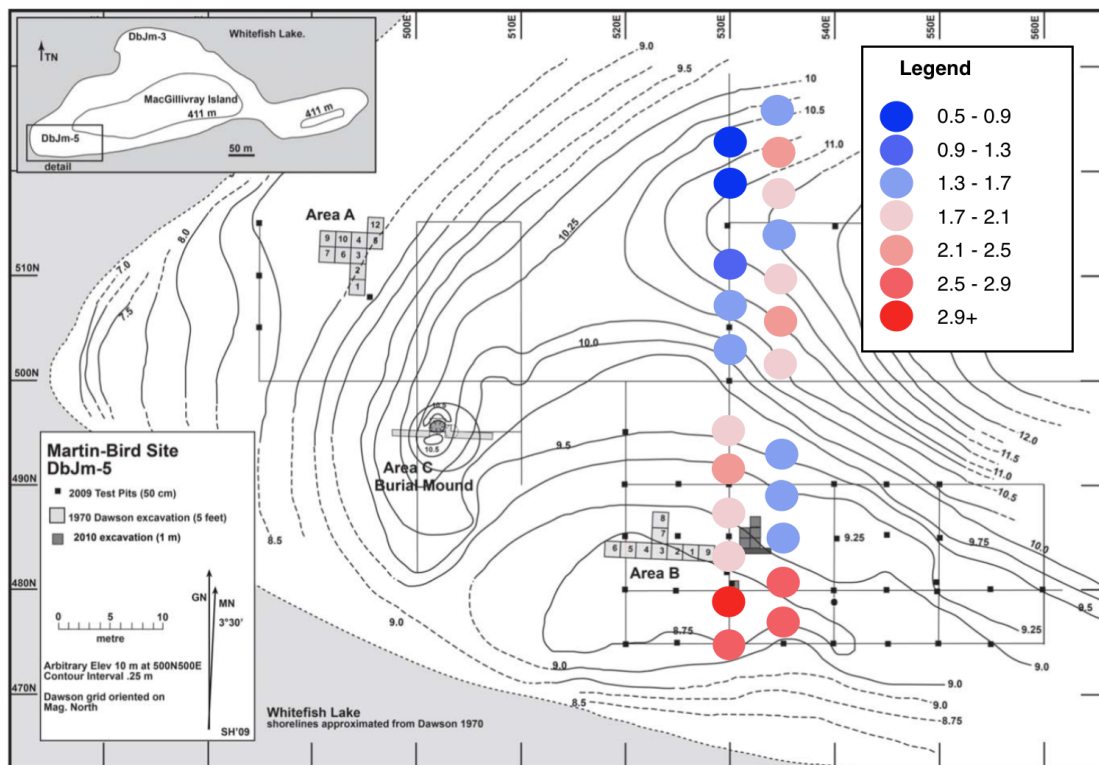 500E
510E
520E
530E
540E
550E
560E
DbJm-3
Whitefish Lake.
TN
MacGillivray Island
411 m
411 m
DbJm-5
detail
50 m
Legend
0.5 - 0.9
0.9 - 1.3
1.3 - 1.7
1.7 - 2.1
2.1 - 2.5
2.5 - 2.9
2.9+
9.0
9.5
10
10.5
11.0
10.25
Area A
12
9 10 4 8
7 6 3
2
1
8.0
7.0
7.5
510N
500N
490N
480N
470N
10.0
10.5
10.5
Area C
Burial Mound
9.5
12.0
11.5
11.0
10.5
10.0
9.75
9.5
9.25
9.25
9.0
8.5
9.0
8
7
6 5 4 3 2 1 9
Area B
8.75
9.0
8.5
9.0
9.0
8.75
Martin-Bird Site
DbJm-5
2009 Test Pits (50 cm)
1970 Dawson excavation (5 feet)
2010 excavation (1 m)
GN
MN
3°30'
0 5 10
metre
Arbitrary Elev 10 m at 500N500E
Contour Interval .25 m
Dawson grid oriented on
Mag. North
SH'09
Whitefish Lake
shorelines approximated from Dawson 1970